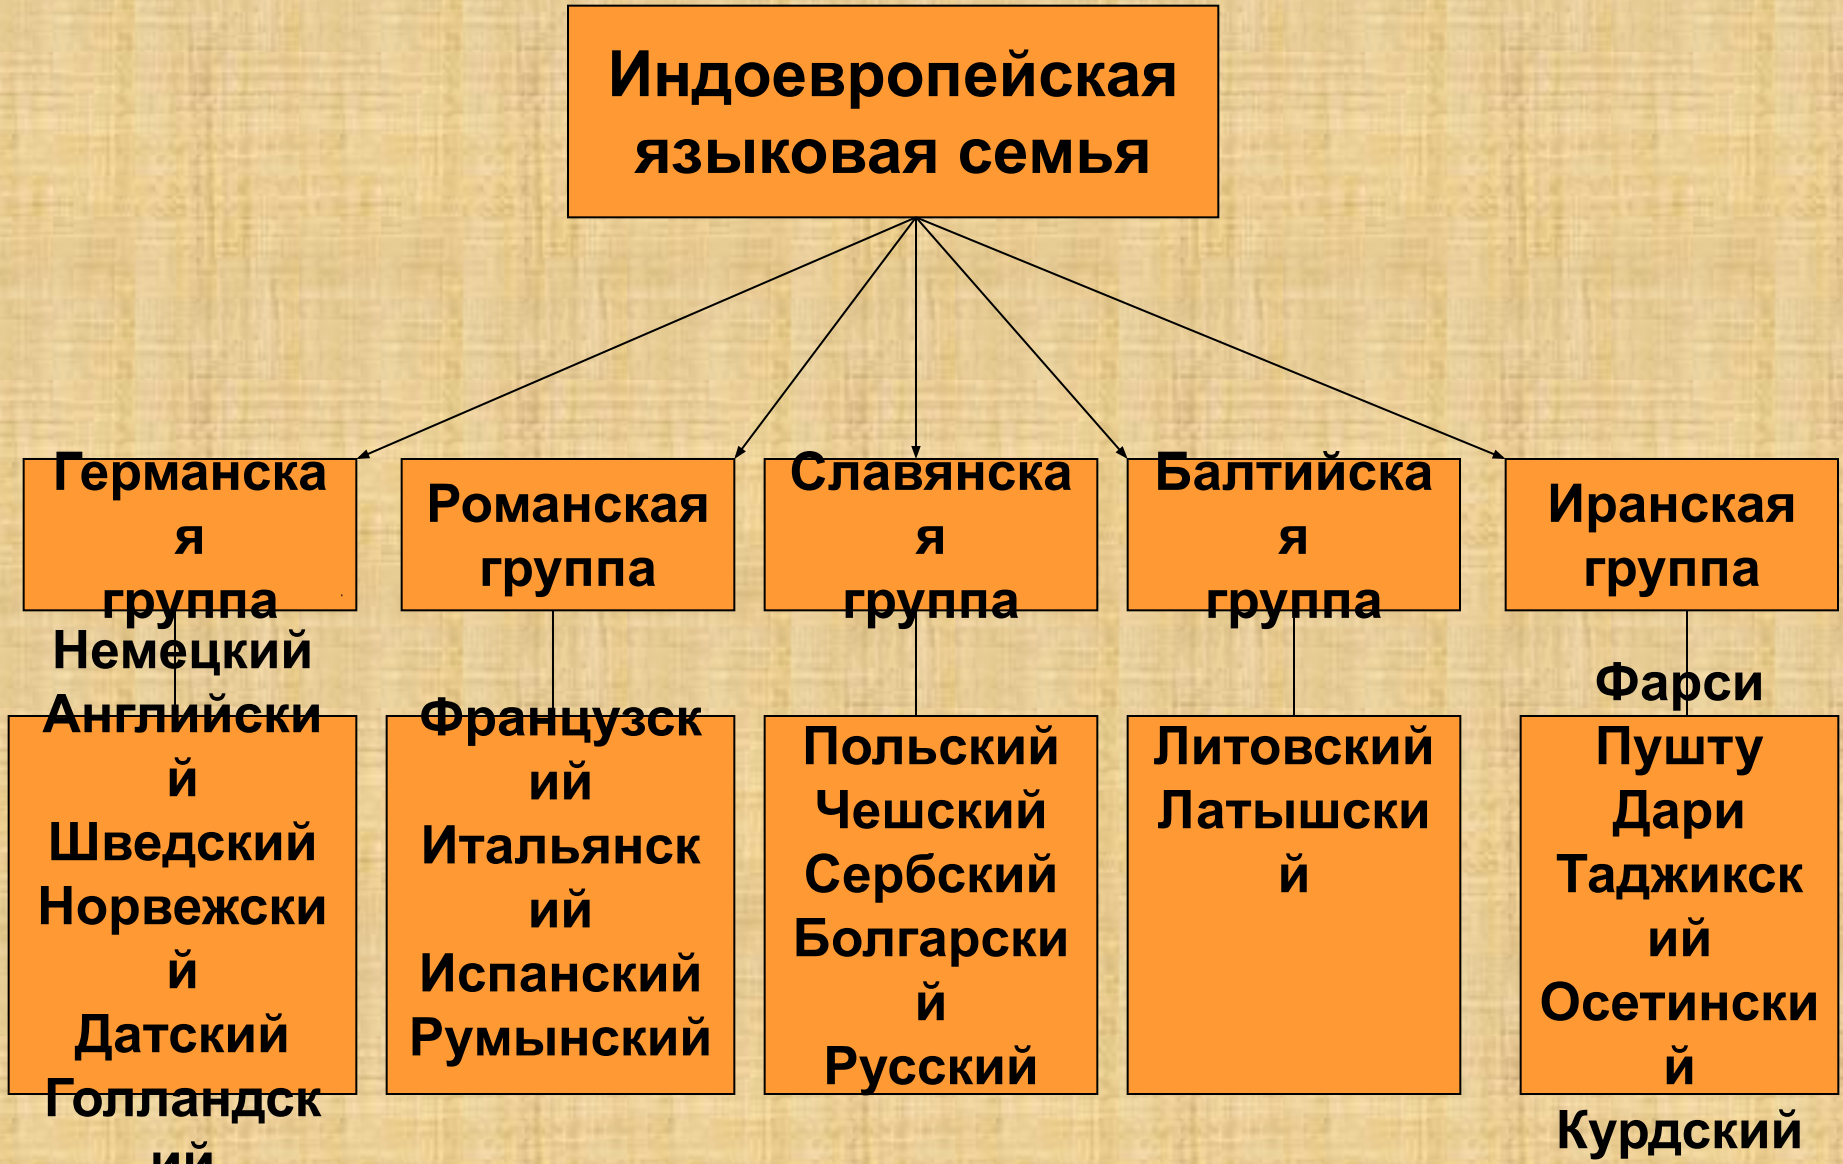 Индоевропейская
языковая семья
Германска
я
группа
Романская
группа
Славянска
я
группа
Балтийска
я
группа
Иранская
группа
Немецкий
Английски
й
Шведский
Норвежски
й
Датский
Голландск
ий
Французск
ий
Итальянск
ий
Испанский
Румынский
Польский
Чешский
Сербский
Болгарски
й
Русский
Литовский
Латышски
й
Фарси
Пушту
Дари
Таджикск
ий
Осетински
й
Курдский